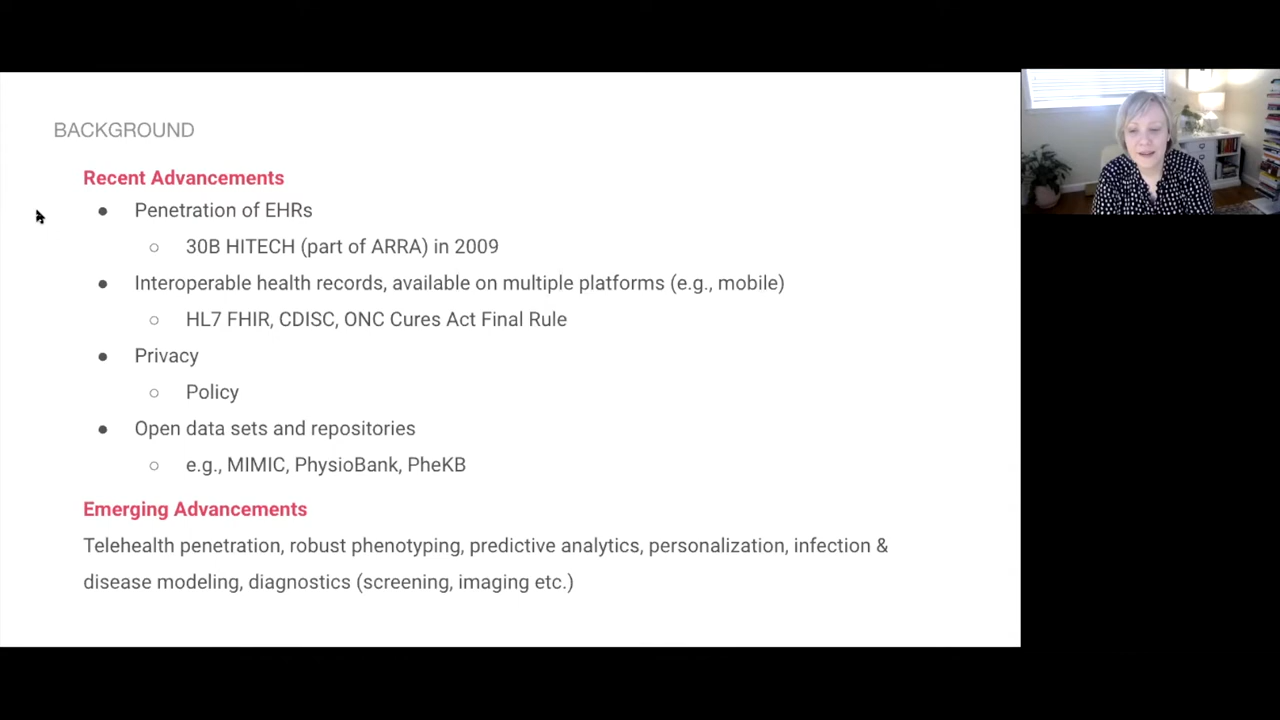 BACKGROUND
Recent Advancements
● Penetration of EHRs
○ 30B HITECH (part of ARRA) in 2009
● Interoperable health records, available on multiple platforms (e.g., mobile)
○ HL7 FHIR, CDISC, ONC Cures Act Final Rule
● Privacy
○ Policy
● Open data sets and repositories
○ e.g., MIMIC, PhysioBank, PheKB
Emerging Advancements
Telehealth penetration, robust phenotyping, predictive analytics, personalization, infection &
disease modeling, diagnostics (screening, imaging etc.)